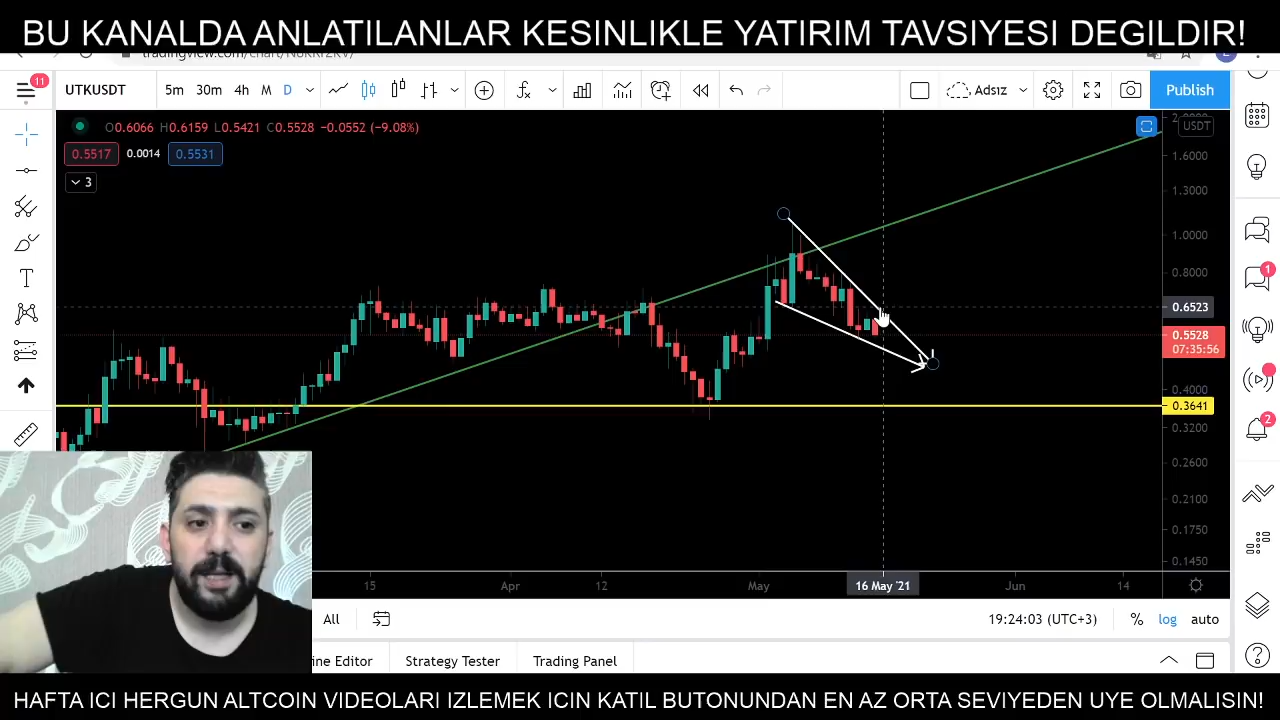 BU KANALDA ANLATILANLAR KESINLIKLE YATIRIM TAVSIYESI DEGILDIR!
11
UTKUSDT 5m 30m 4h M D Adsız Publish
O0.6066 H0.6159 L0.5421 C0.5528 −0.0552 (−9.08%)
USDT
0.5517 0.0014 0.5531
1.6000
3
1.3000
1.0000
0.8000
1
0.6523
0.5528
07:35:56
0.4000
0.3641
2
0.3200
0.2600
0.2100
0.1750
0.1450
15 Apr 12 May 16 May '21 Jun 14
All 19:24:03 (UTC+3) % log auto
ine Editor Strategy Tester Trading Panel
HAFTA ICI HERGUN ALTCOIN VIDEOLARI IZLEMEK ICIN KATIL BUTONUNDAN EN AZ ORTA SEVIYEDEN UYE OLMALISIN!